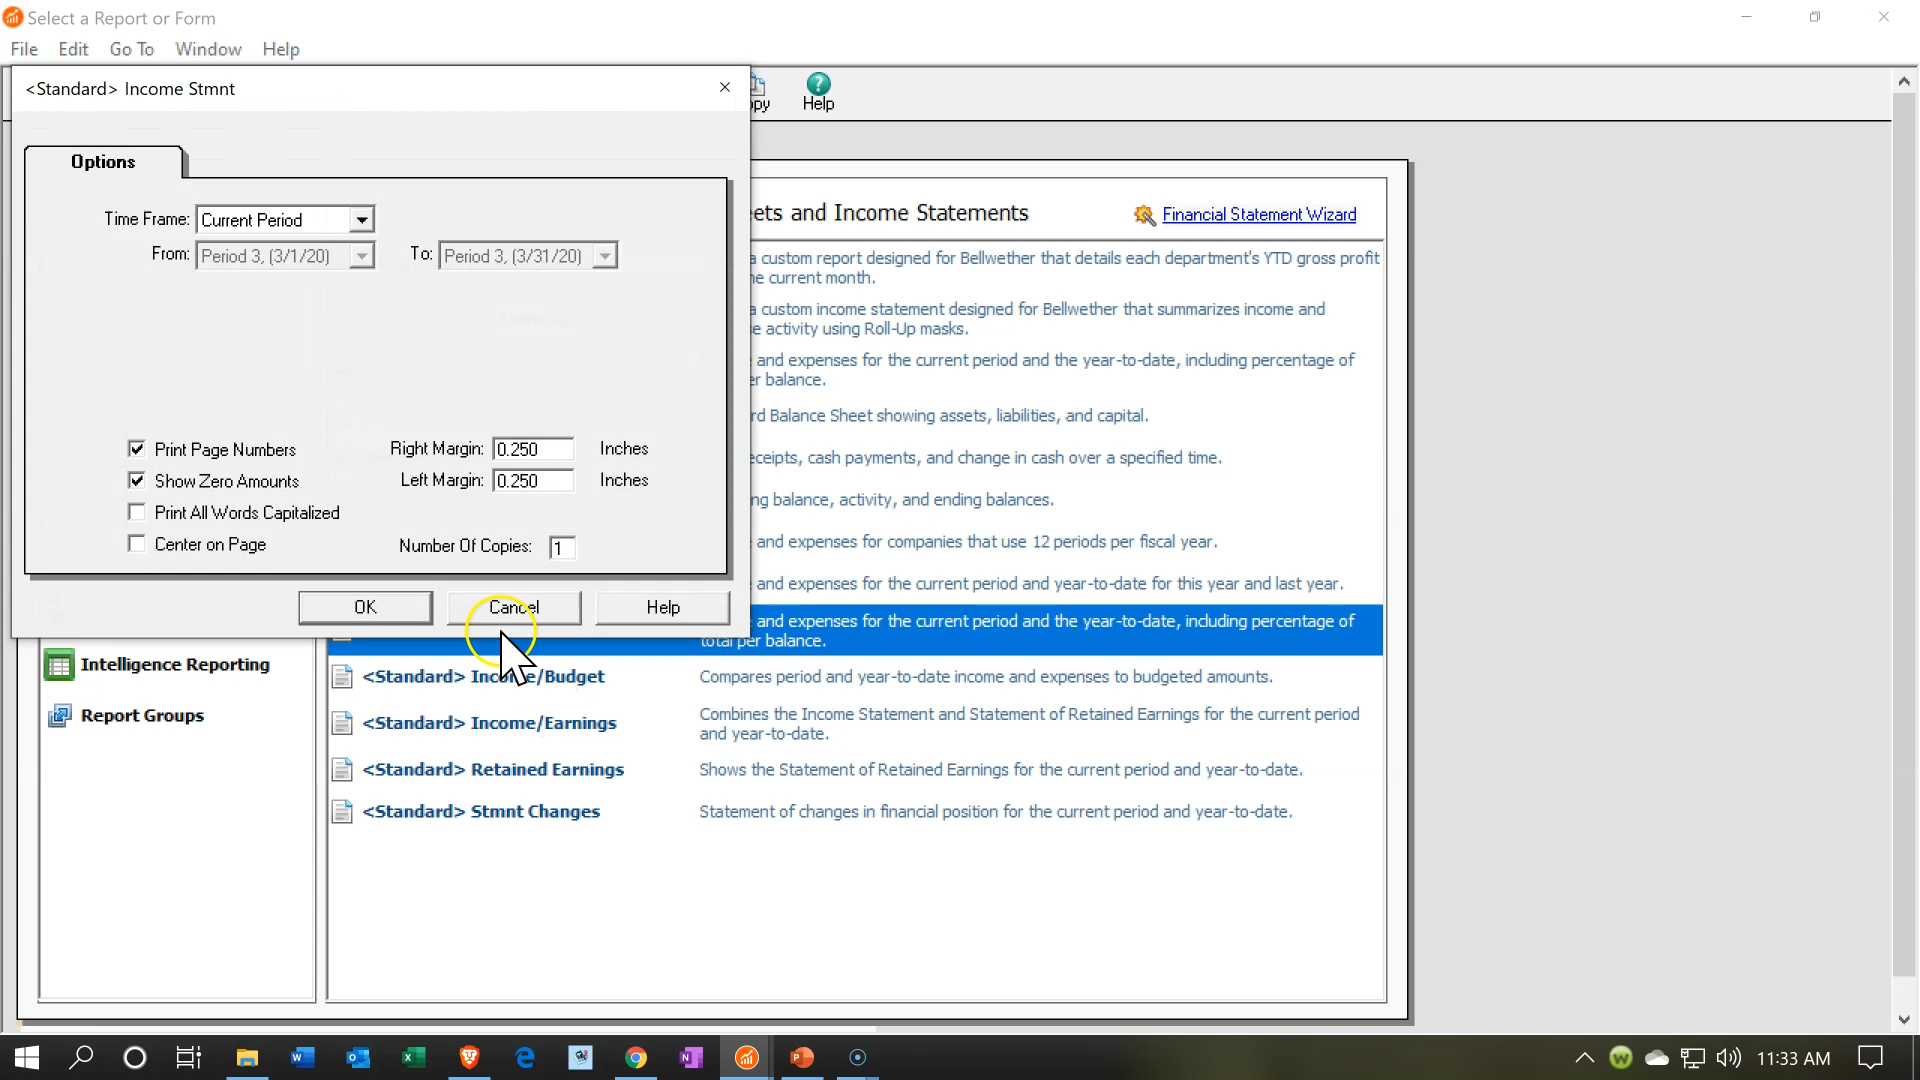 Select a Report or Form
File Edit Go To Window Help
<Standard> Income Stmnt
opy
Help
Options
Time Frame: Current Period
From: Period 3, (3/1/20) To: Period 3, (3/31/20)
Print Page Numbers
Show Zero Amounts
Print All Words Capitalized
Center on Page
Right Margin: 0.250 Inches
Left Margin: 0.250 Inches
Number Of Copies: 1
OK Cancel Help
ets and Income Statements
Financial Statement Wizard
a custom report designed for Bellwether that details each department's YTD gross profit
e current month.
a custom income statement designed for Bellwether that summarizes income and
e activity using Roll-Up masks.
and expenses for the current period and the year-to-date, including percentage of
er balance.
rd Balance Sheet showing assets, liabilities, and capital.
eceipts, cash payments, and change in cash over a specified time.
ng balance, activity, and ending balances.
and expenses for companies that use 12 periods per fiscal year.
and expenses for the current period and year-to-date for this year and last year.
and expenses for the current period and the year-to-date, including percentage of
total per balance.
Intelligence Reporting
Report Groups
<Standard> Income/Budget Compares period and year-to-date income and expenses to budgeted amounts.
<Standard> Income/Earnings Combines the Income Statement and Statement of Retained Earnings for the current period
and year-to-date.
<Standard> Retained Earnings Shows the Statement of Retained Earnings for the current period and year-to-date.
<Standard> Stmnt Changes Statement of changes in financial position for the current period and year-to-date.
11:33 AM